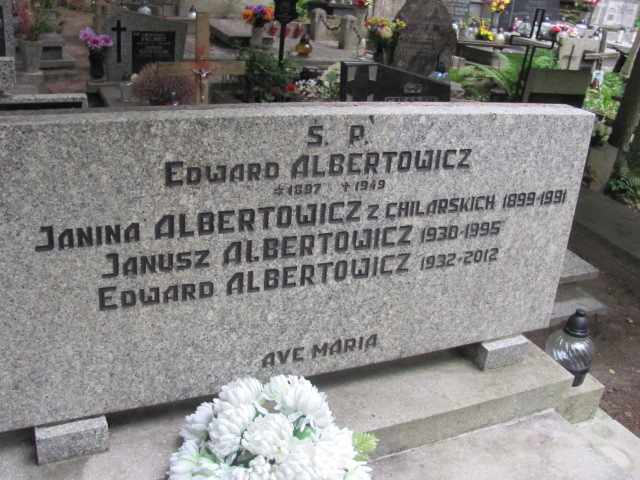 Ś. P.
EDWARD ALBERTOWICZ
*1897 †1949
JANINA ALBERTOWICZ Z CHILARSKICH 1899-1991
JANUSZ ALBERTOWICZ 1930-1995
EDWARD ALBERTOWICZ 1932-2012
AVE MARIA